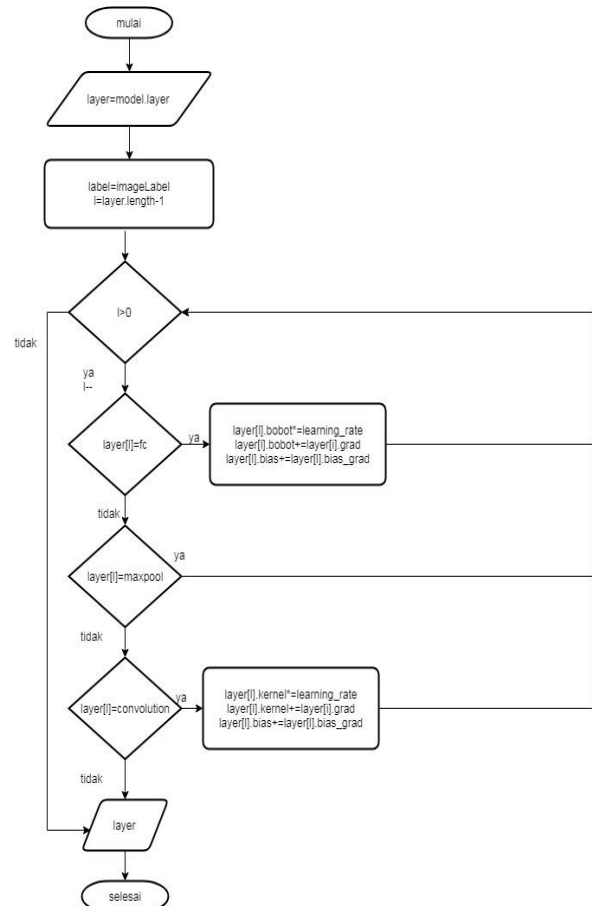 mulai
layer=model.layer
label=imageLabel
l=layer.length-1
l>0
tidak
ya
l--
layer[l]=fc
ya
layer[l].bobot*=learning_rate
layer[l].bobot+=layer[i].grad
layer[l].bias+=layer[l].bias_grad
tidak
layer[l]=maxpool
ya
tidak
layer[l]=convolution
ya
layer[l].kernel*=learning_rate
layer[l].kernel+=layer[i].grad
layer[l].bias+=layer[l].bias_grad
tidak
layer
selesai